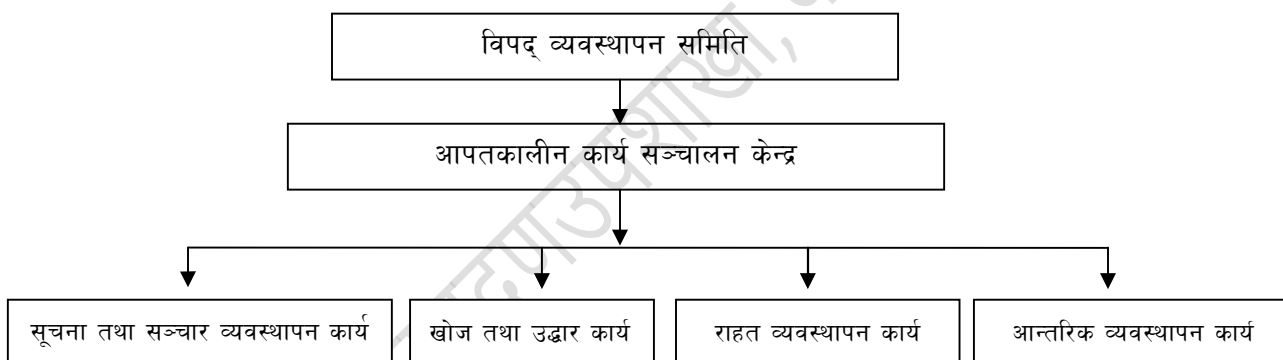 विपद् व्यवस्थापन समिति
आपतकालीन कार्य सञ्चालन केन्द्र
सूचना तथा सञ्चार व्यवस्थापन कार्य
खोज तथा उद्धार कार्य
राहत व्यवस्थापन कार्य
आन्तरिक व्यवस्थापन कार्य